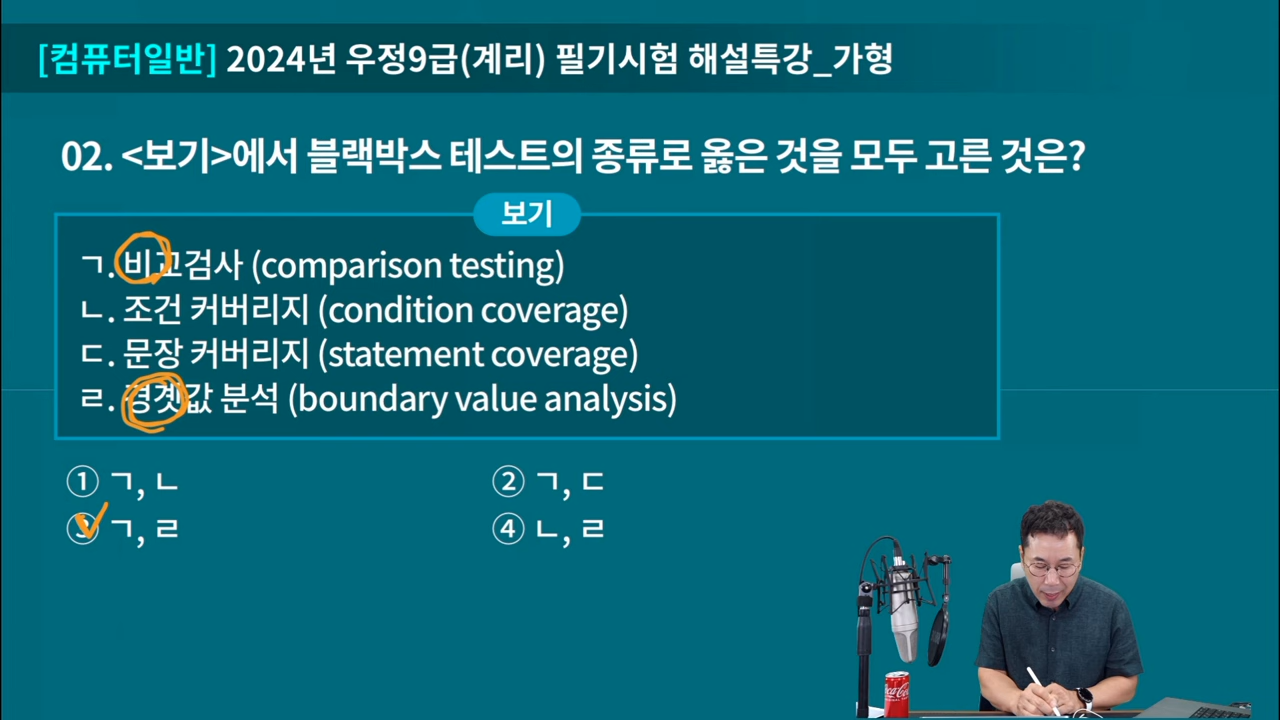 [컴퓨터일반] 2024년 우정9급(계리) 필기시험 해설특강_가형
02. <보기>에서 블랙박스 테스트의 종류로 옳은 것을 모두 고른 것은?
보기
ㄱ. 비교검사 (comparison testing)
ㄴ. 조건 커버리지 (condition coverage)
ㄷ. 문장 커버리지 (statement coverage)
ㄹ. 경곗값 분석 (boundary value analysis)
① ㄱ, ㄴ
② ㄱ, ㄷ
③ ㄱ, ㄹ
④ ㄴ, ㄹ
Coca-Cola